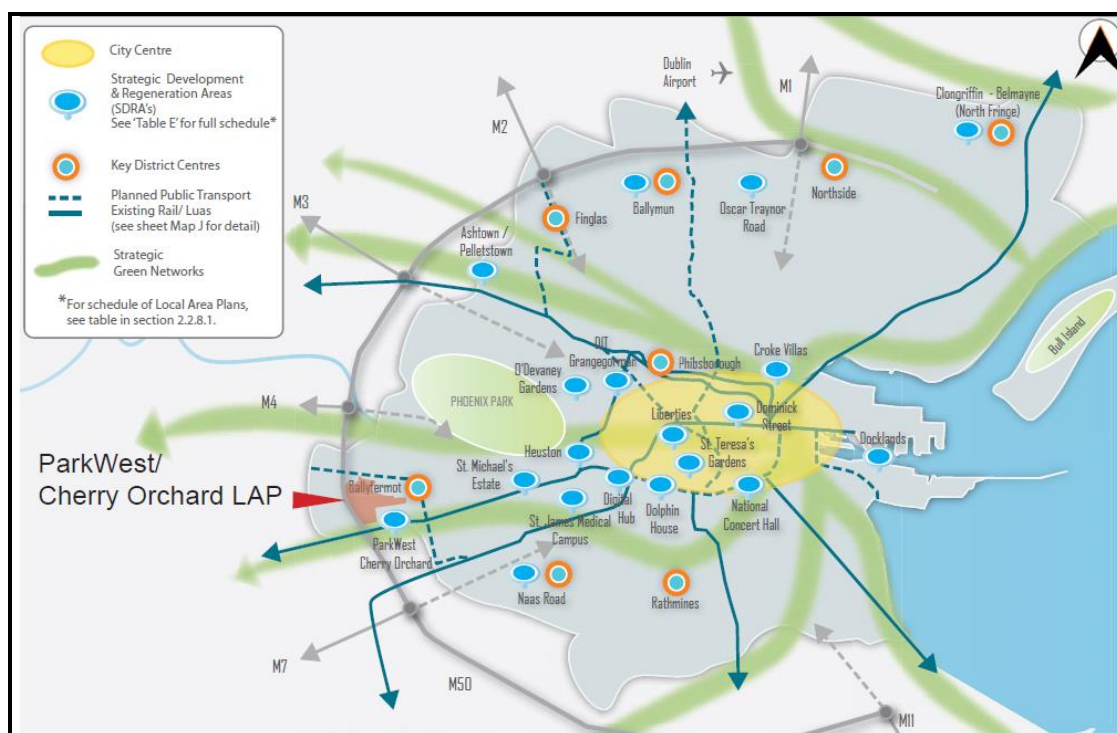 City Centre
Strategic Development
& Regeneration Areas
(SDRA's)
See 'Table E' for full schedule*
Key District Centres
Planned Public Transport
Existing Rail/ Luas
(see sheet Map J for detail)
Strategic
Green Networks
*For schedule of Local Area Plans,
see table in section 2.2.8.1.
Dublin
Airport
M1
M2
M3
M4
M7
M50
M11
Clongriffin - Belmayne
(North Fringe)
Northside
Ballymun
Oscar Traynor
Road
Finglas
Ashtown /
Pelletstown
DIT
Grangegorman
Phibsborough
Croke Villas
O'Devaney
Gardens
PHOENIX PARK
Bull Island
Liberties
Dominick
Street
St. Teresa's
Gardens
Docklands
Heuston
St. Michael's
Estate
Digital
Hub
Dolphin
House
National
Concert Hall
St. James Medical
Campus
ParkWest/
Cherry Orchard LAP
Ballyfermot
ParkWest
Cherry Orchard
Naas Road
Rathmines